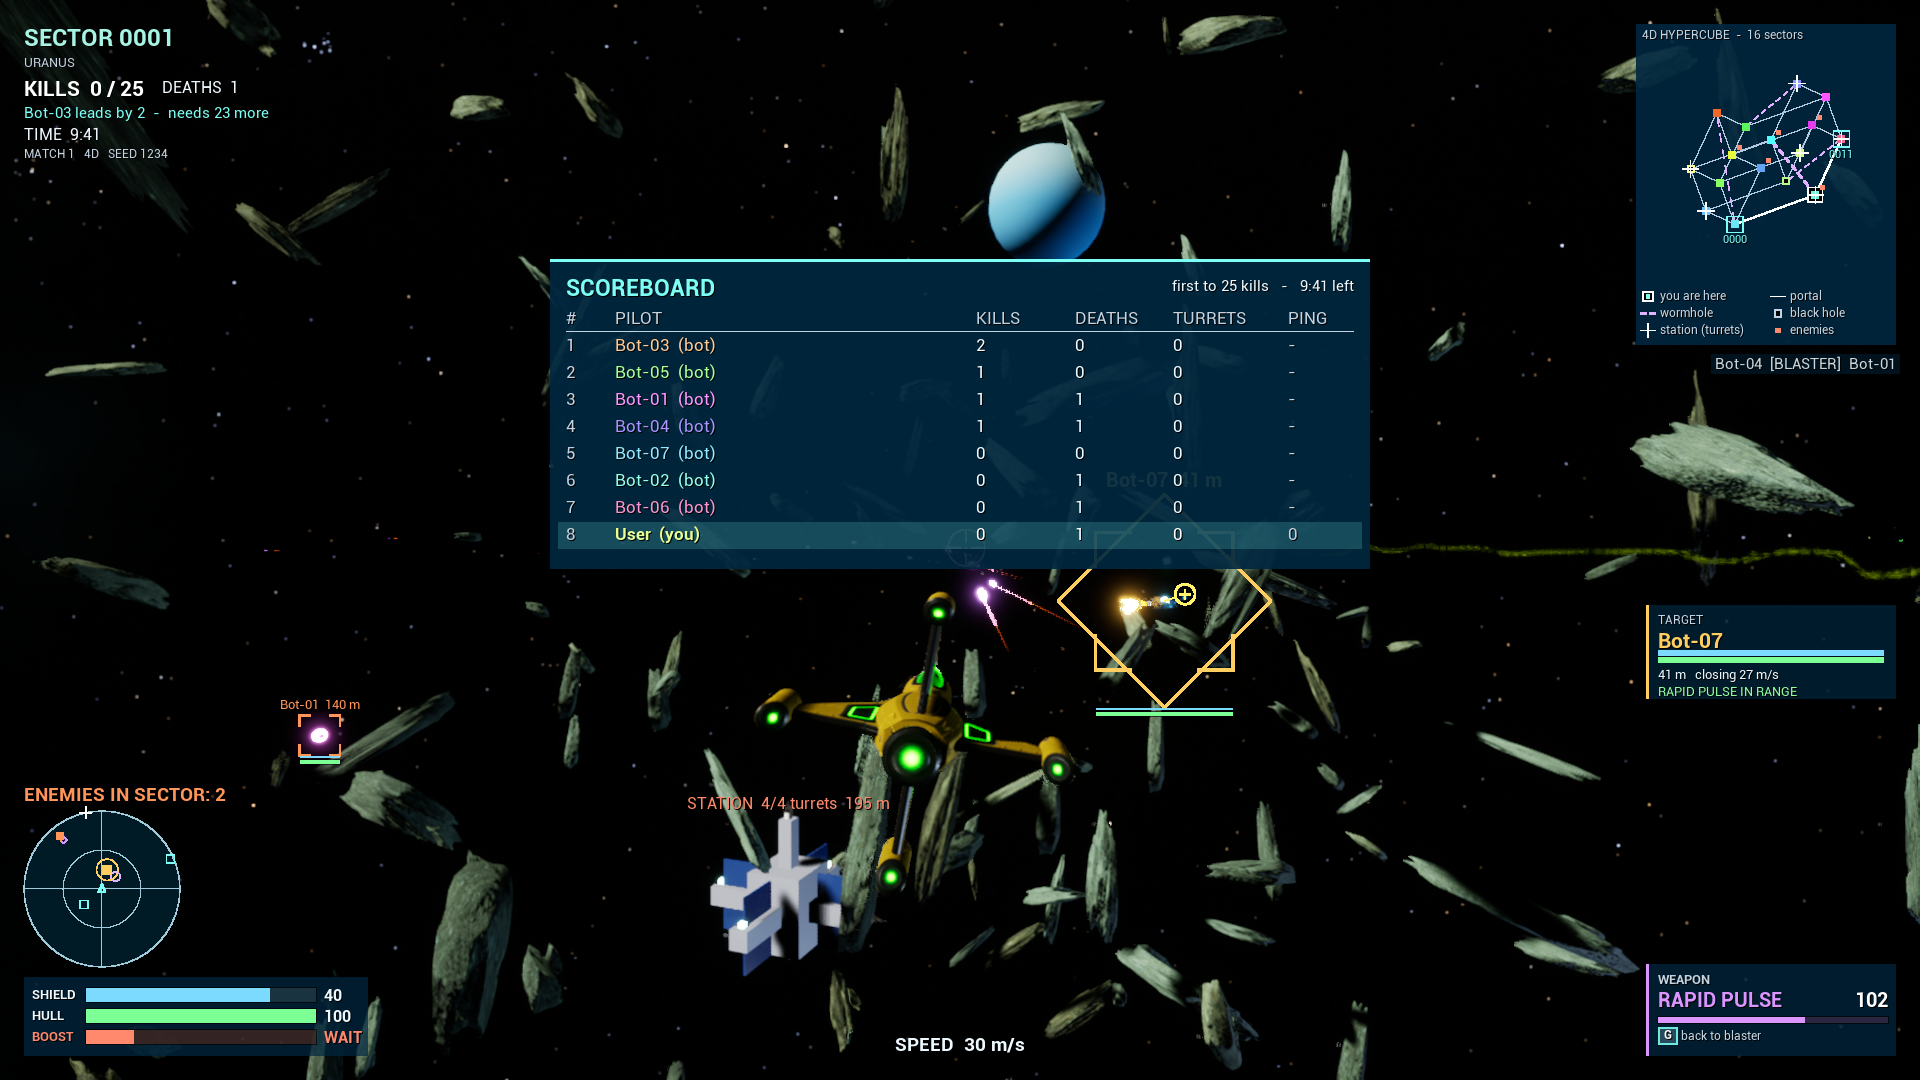 SECTOR 0001
URANUS
KILLS 0 / 25 DEATHS 1
Bot-03 leads by 2 - needs 23 more
TIME 9:41
MATCH 1 4D SEED 1234
4D HYPERCUBE - 16 sectors
0011
0000
you are here
portal
wormhole
black hole
station (turrets)
enemies
Bot-04 [BLASTER] Bot-01
SCOREBOARD
first to 25 kills - 9:41 left
# PILOT KILLS DEATHS TURRETS PING
1 Bot-03 (bot) 2 0 0 -
2 Bot-05 (bot) 1 0 0 -
3 Bot-01 (bot) 1 1 0 -
4 Bot-04 (bot) 1 1 0 -
5 Bot-07 (bot) 0 0 0 -
6 Bot-02 (bot) 0 1 0 -
7 Bot-06 (bot) 0 1 0 -
8 User (you) 0 1 0 0
Bot-07 41 m
TARGET
Bot-07
41 m closing 27 m/s
RAPID PULSE IN RANGE
Bot-01 140 m
STATION 4/4 turrets 195 m
ENEMIES IN SECTOR: 2
SHIELD 40
HULL 100
BOOST WAIT
SPEED 30 m/s
WEAPON
RAPID PULSE 102
G back to blaster